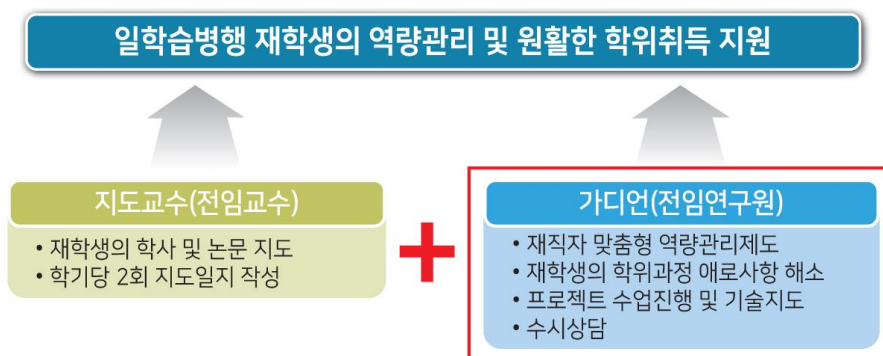 일학습병행 재학생의 역량관리 및 원활한 학위취득 지원
지도교수(전임교수)
• 재학생의 학사 및 논문 지도
• 학기당 2회 지도일지 작성
+
가디언(전임연구원)
• 재직자 맞춤형 역량관리제도
• 재학생의 학위과정 애로사항 해소
• 프로젝트 수업진행 및 기술지도
• 수시상담